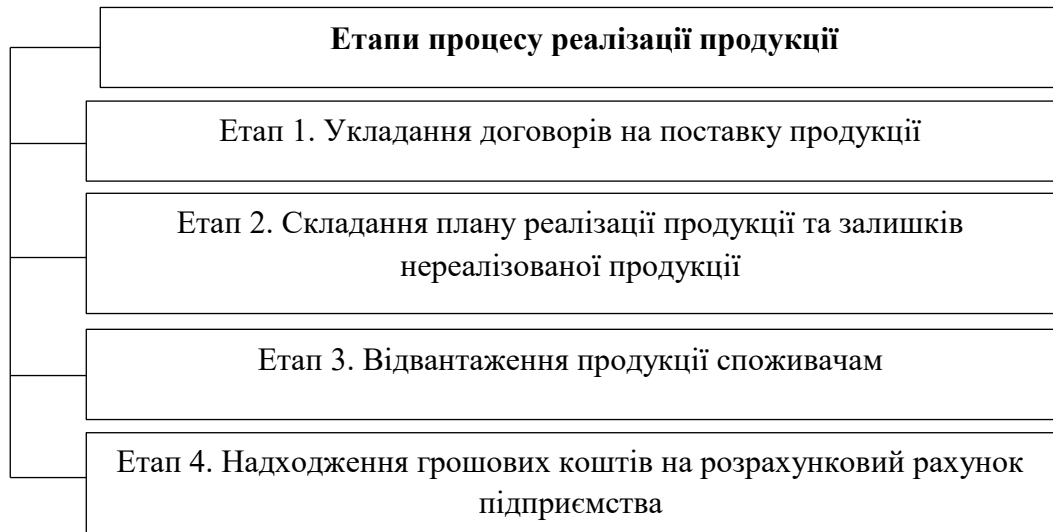 Етапи процесу реалізації продукції
Етап 1. Укладання договорів на поставку продукції
Етап 2. Складання плану реалізації продукції та залишків
нереалізованої продукції
Етап 3. Відвантаження продукції споживачам
Етап 4. Надходження грошових коштів на розрахунковий рахунок
підприємства